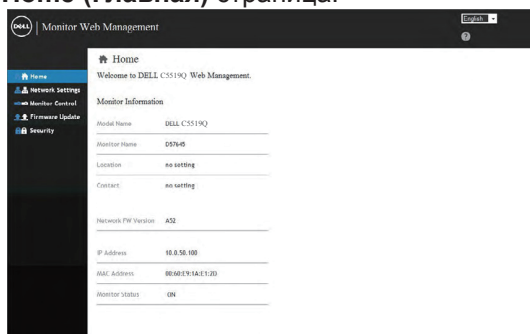 Home (Главная) страница.
DELL | Monitor Web Management
English
?
Home
Network Settings
Monitor Control
Firmware Update
Security
Home
Welcome to DELL C5519Q Web Management.
Monitor Information
Model Name DELL C5519Q
Monitor Name D57645
Location no setting
Contact no setting
Network FW Version A52
IP Address 10.0.50.100
MAC Address 00:60:E9:1A:E1:2D
Monitor Status ON